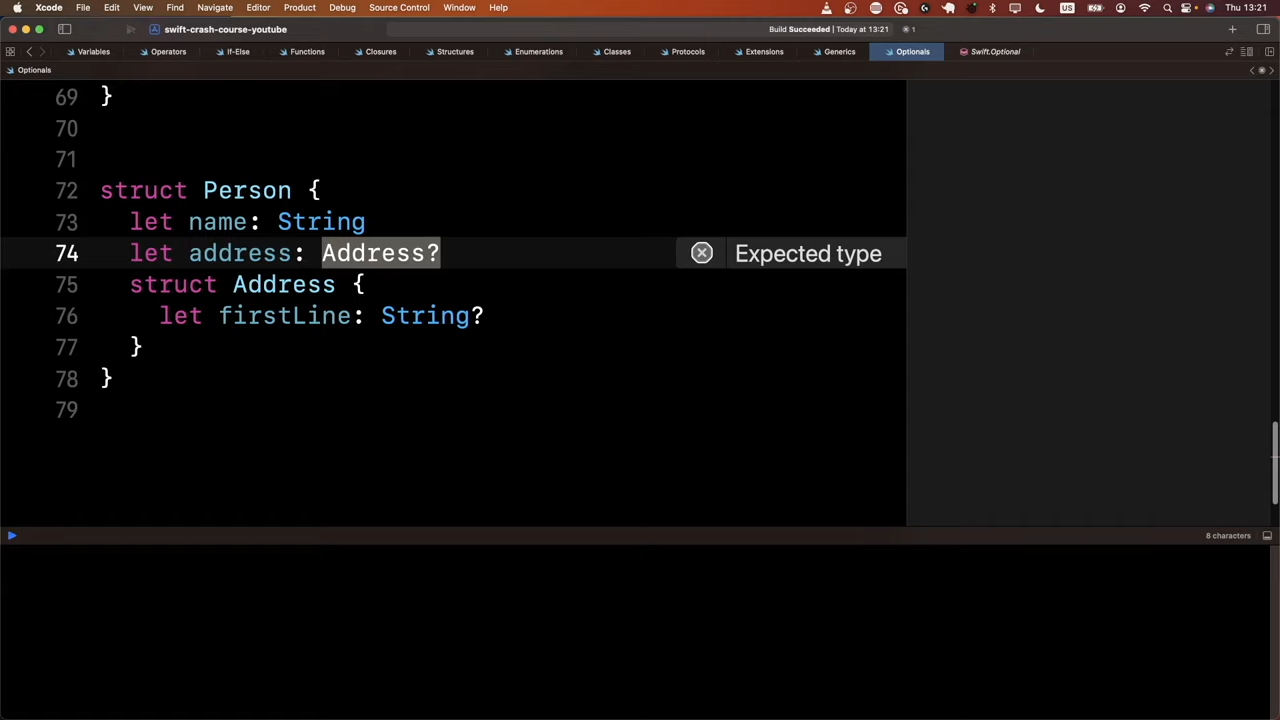 Xcode File Edit View Find Navigate Editor Product Debug Source Control Window Help US Thu 13:21
swift-crash-course-youtube Build Succeeded | Today at 13:21 1
Variables Operators If-Else Functions Closures Structures Enumerations Classes Protocols Extensions Generics Optionals Swift.Optional
Optionals
69 }
70
71
72 struct Person {
73 let name: String
74 let address: Address? Expected type
75 struct Address {
76 let firstLine: String?
77 }
78 }
79
8 characters